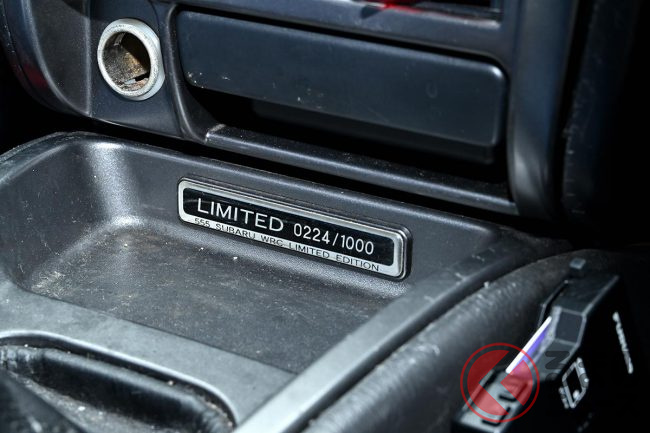 LIMITED 0224/1000
555 SUBARU WRC LIMITED EDITION